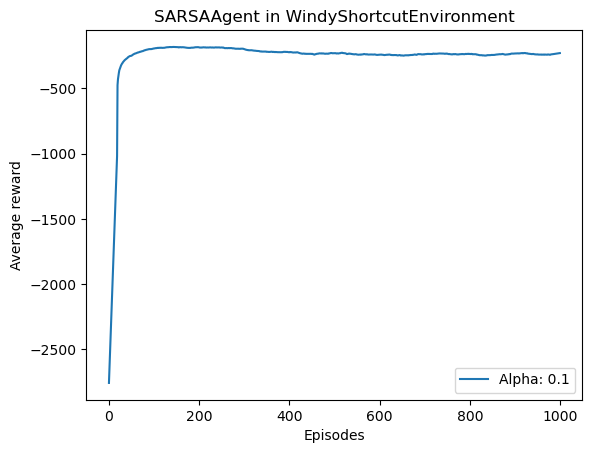 SARSAAgent in WindyShortcutEnvironment
Average reward
−500
−1000
−1500
−2000
−2500
0 200 400 600 800 1000
Episodes
Alpha: 0.1